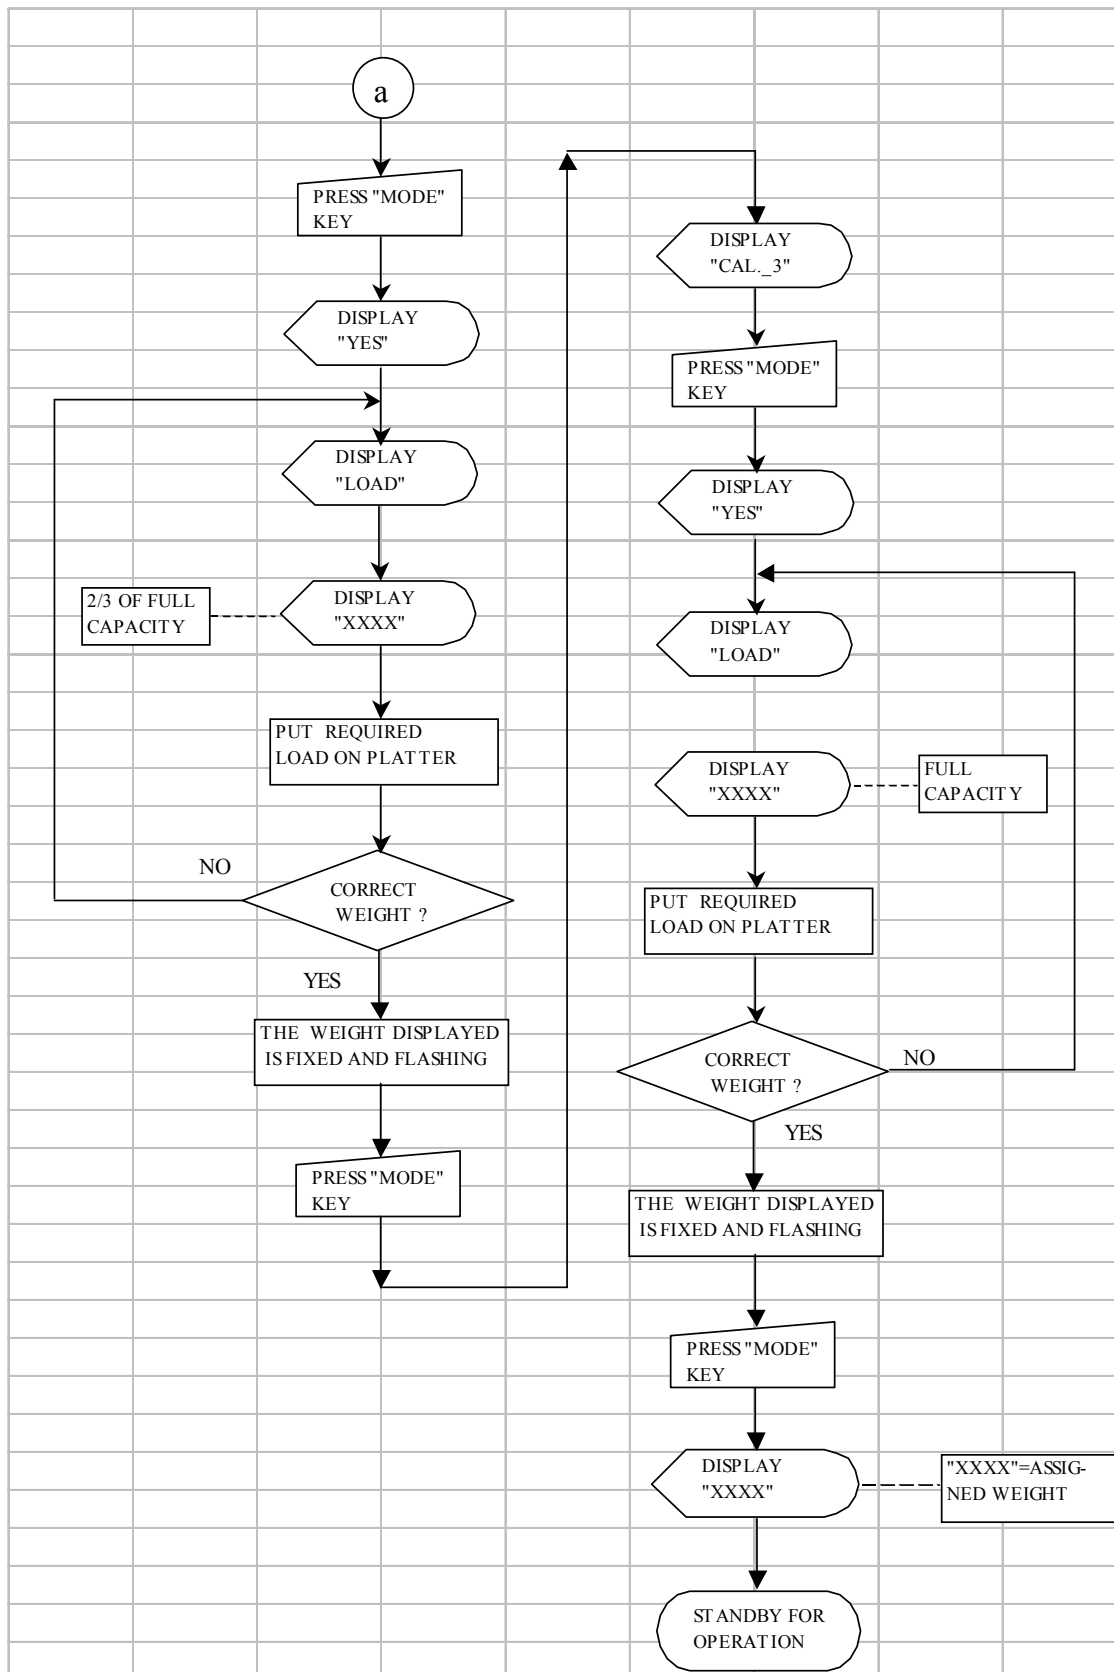 a
PRESS "MODE"
KEY
DISPLAY
"YES"
DISPLAY
"LOAD"
2/3 OF FULL
CAPACITY
DISPLAY
"XXXX"
PUT REQUIRED
LOAD ON PLATTER
NO
CORRECT
WEIGHT ?
YES
THE WEIGHT DISPLAYED
IS FIXED AND FLASHING
PRESS "MODE"
KEY
DISPLAY
"CAL._3"
PRESS "MODE"
KEY
DISPLAY
"YES"
DISPLAY
"LOAD"
DISPLAY
"XXXX"
FULL
CAPACITY
PUT REQUIRED
LOAD ON PLATTER
CORRECT
WEIGHT ?
NO
YES
THE WEIGHT DISPLAYED
IS FIXED AND FLASHING
PRESS "MODE"
KEY
DISPLAY
"XXXX"
"XXXX"=ASSIG-
NED WEIGHT
STANDBY FOR
OPERATION